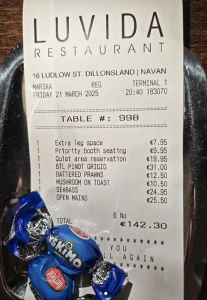 LUVIDA
RESTAURANT
16 LUDLOW ST. DILLONSLAND | NAVAN
MARIKA REG TERMINAL 1
FRIDAY 21 MARCH 2025 20:40 183070
TABLE #: 998
1 Extra leg space €7.95
1 Priority booth seating €9.95
1 Quiet area reservation €19.95
1 BTL PINOT GRIGIO €31.00
1 BATTERED PRAWNS €12.50
1 MUSHROOM ON TOAST €10.50
1 SEABASS €24.95
OPEN MAINS €25.50
8 No
TOTAL €142.30
YOU
ALL AGAIN